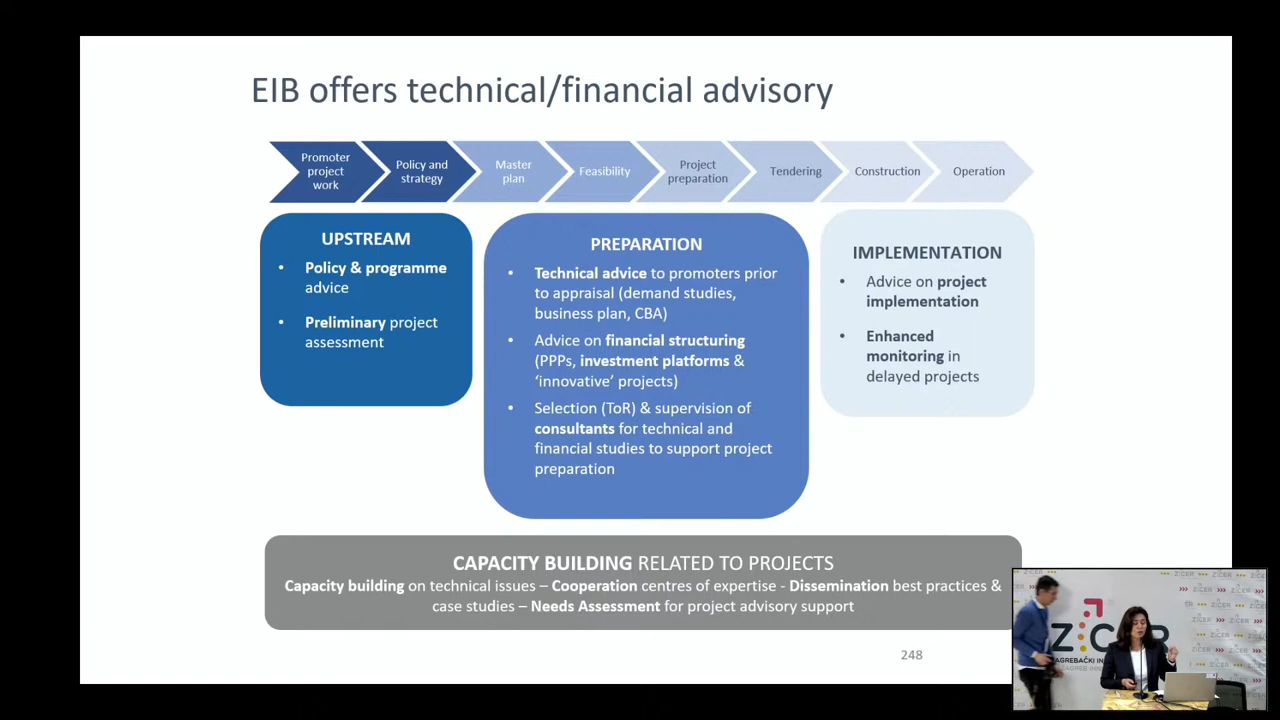 EIB offers technical/financial advisory
Promoter
project
work
Policy and
strategy
Master
plan
Feasibility
Project
preparation
Tendering
Construction
Operation
UPSTREAM
• Policy & programme
advice
• Preliminary project
assessment
PREPARATION
• Technical advice to promoters prior
to appraisal (demand studies,
business plan, CBA)
• Advice on financial structuring
(PPPs, investment platforms &
‘innovative’ projects)
• Selection (ToR) & supervision of
consultants for technical and
financial studies to support project
preparation
IMPLEMENTATION
• Advice on project
implementation
• Enhanced
monitoring in
delayed projects
CAPACITY BUILDING RELATED TO PROJECTS
Capacity building on technical issues – Cooperation centres of expertise - Dissemination best practices &
case studies – Needs Assessment for project advisory support
248
ZICER